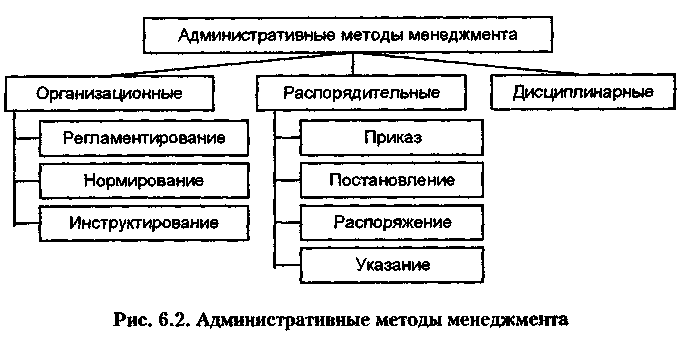 Административные методы менеджмента
Организационные
Распорядительные
Дисциплинарные
Регламентирование
Нормирование
Инструктирование
Приказ
Постановление
Распоряжение
Указание
Рис. 6.2. Административные методы менеджмента